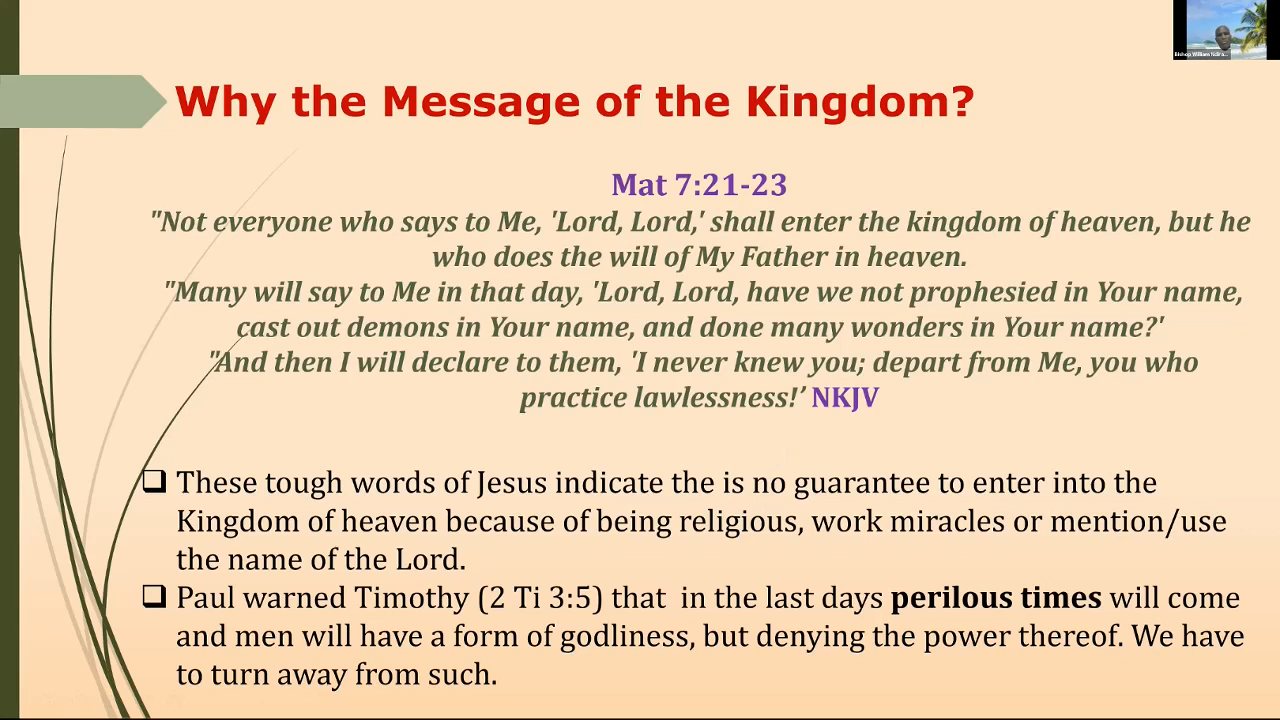 Bishop William Ndi
Why the Message of the Kingdom?
Mat 7:21-23
"Not everyone who says to Me, 'Lord, Lord,' shall enter the kingdom of heaven, but he
who does the will of My Father in heaven.
"Many will say to Me in that day, 'Lord, Lord, have we not prophesied in Your name,
cast out demons in Your name, and done many wonders in Your name?'
"And then I will declare to them, 'I never knew you; depart from Me, you who
practice lawlessness!’ NKJV
❑ These tough words of Jesus indicate the is no guarantee to enter into the
Kingdom of heaven because of being religious, work miracles or mention/use
the name of the Lord.
❑ Paul warned Timothy (2 Ti 3:5) that  in the last days perilous times will come
and men will have a form of godliness, but denying the power thereof. We have
to turn away from such.